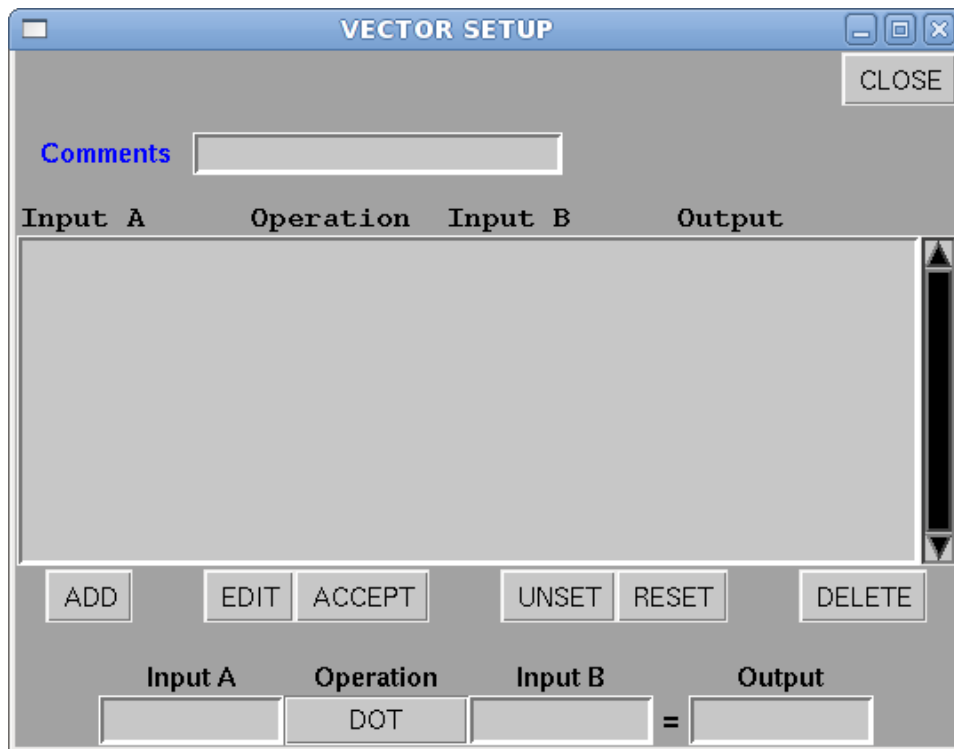 VECTOR SETUP
CLOSE
Comments
Input A Operation Input B Output
ADD EDIT ACCEPT UNSET RESET DELETE
Input A Operation Input B Output
DOT =